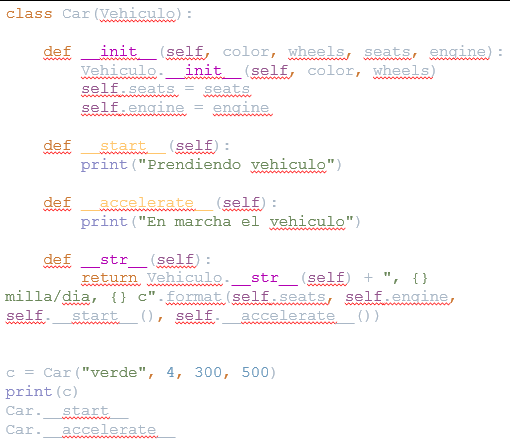 class Car(Vehiculo):
def __init__(self, color, wheels, seats, engine):
Vehiculo.__init__(self, color, wheels)
self.seats = seats
self.engine = engine
def __start__(self):
print("Prendiendo vehiculo")
def __accelerate__(self):
print("En marcha el vehiculo")
def __str__(self):
return Vehiculo.__str__(self) + ", {}
milla/dia, {} c".format(self.seats, self.engine,
self.__start__(), self.__accelerate__())
c = Car("verde", 4, 300, 500)
print(c)
Car.__start__
Car.__accelerate__